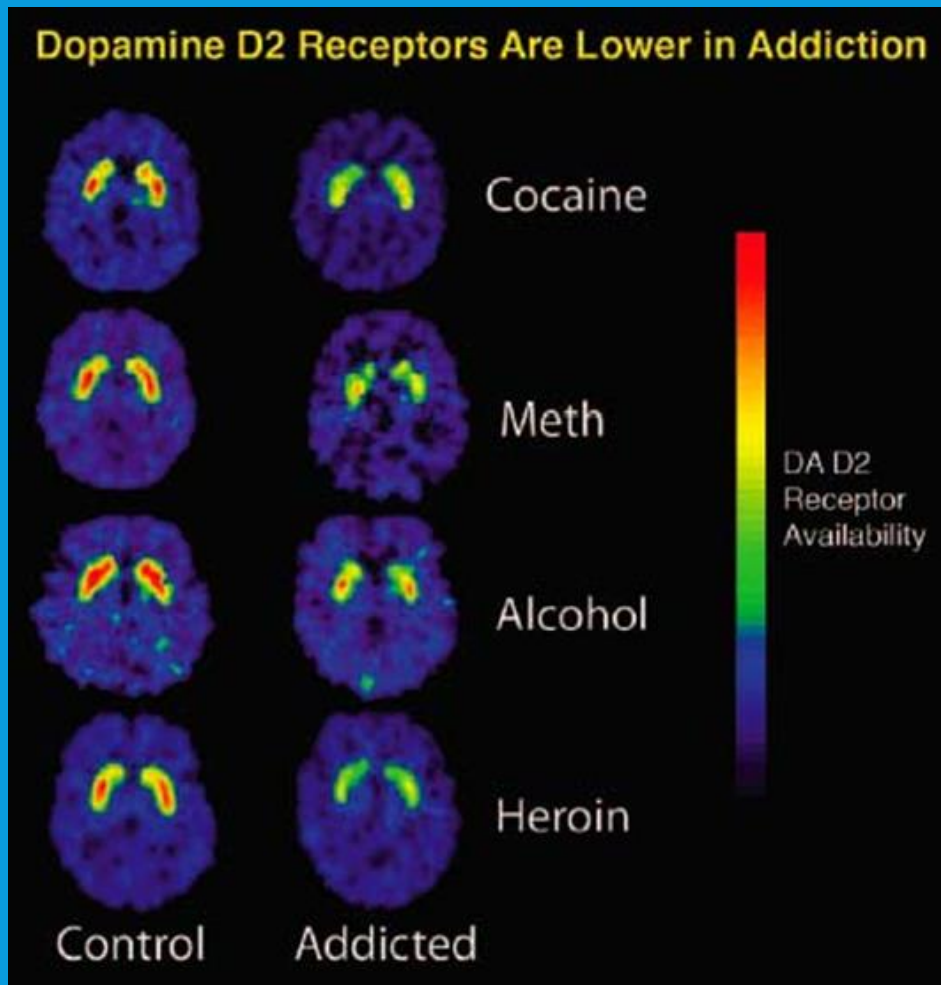 Dopamine D2 Receptors Are Lower in Addiction
Cocaine
Meth
DA D2
Receptor
Availability
Alcohol
Heroin
Control
Addicted